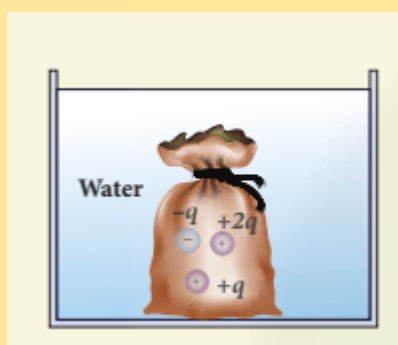 Water
–q
+2q
–
+
+
+q